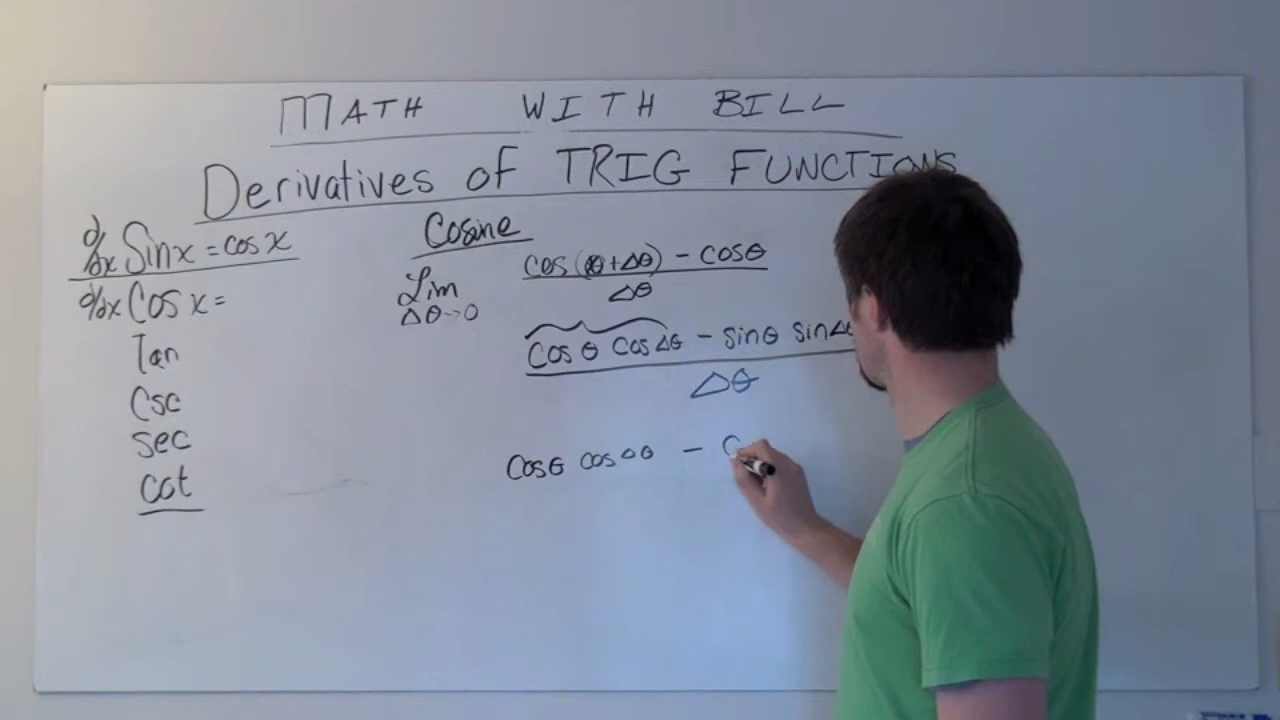 MATH WITH BILL
Derivatives of TRIG FUNCTIONS
d/dx Sin x = cos x
d/dx Cos x =
Tan
Csc
sec
cot
Cosine
Lim
Δθ→0
cos (θ+Δθ) - cosθ
Δθ
Cos θ Cos Δθ - sinθ sin Δ
Δθ
Cosθ cos Δθ - C